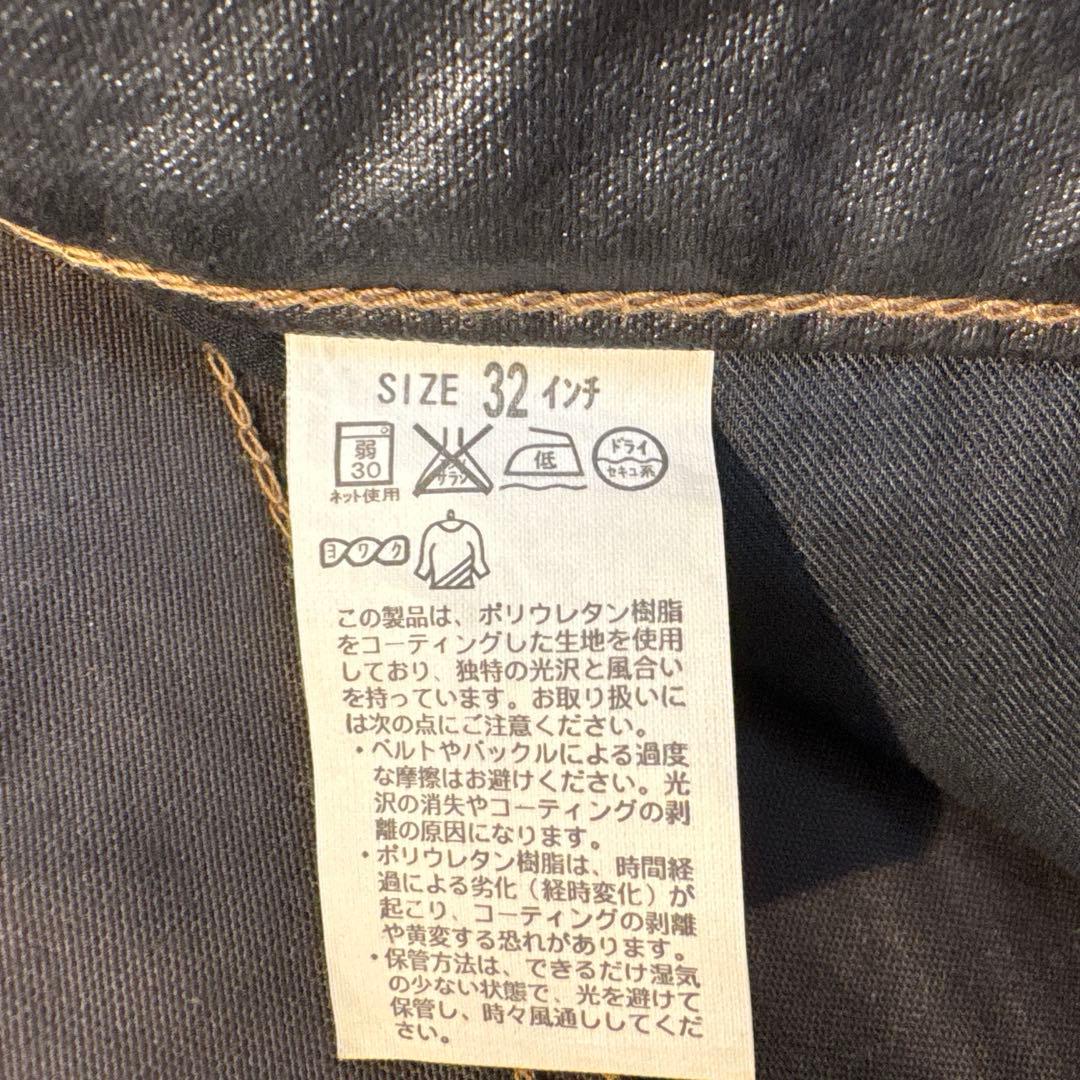 SIZE 32 インチ
弱 30 低 ドライ セキユ系
ネット使用
ヨワク
この製品は、ポリウレタン樹脂
をコーティングした生地を使用
しており、独特の光沢と風合い
を持っています。お取り扱いに
は次の点にご注意ください。
・ベルトやバックルによる過度
な摩擦はお避けください。光
沢の消失やコーティングの剥
離の原因になります。
・ポリウレタン樹脂は、時間経
過による劣化（経時変化）が
起こり、コーティングの剥離
や黄変する恐れがあります。
・保管方法は、できるだけ湿気
の少ない状態で、光を避けて
保管し、時々風通ししてくだ
さい。